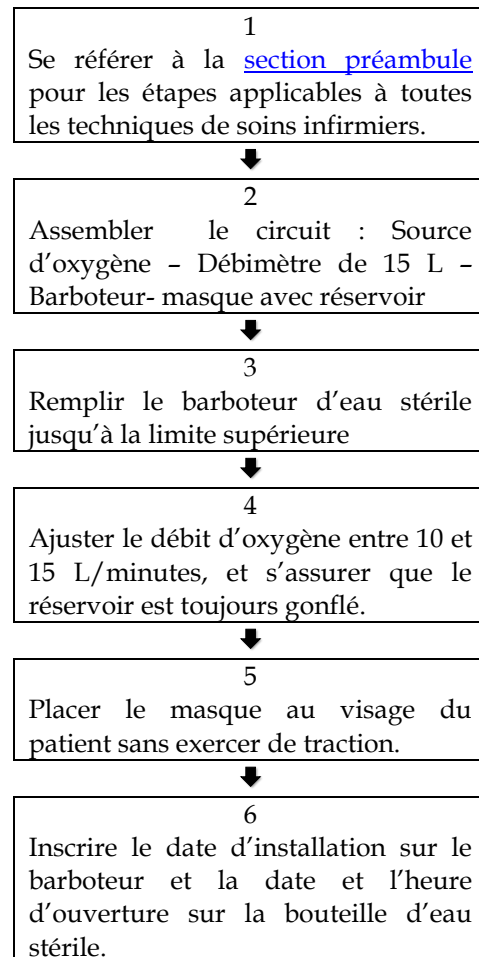 1
Se référer à la section préambule
pour les étapes applicables à toutes
les techniques de soins infirmiers.
2
Assembler le circuit : Source
d’oxygène – Débimètre de 15 L –
Barboteur- masque avec réservoir
3
Remplir le barboteur d’eau stérile
jusqu’à la limite supérieure
4
Ajuster le débit d’oxygène entre 10 et
15 L/minutes, et s’assurer que le
réservoir est toujours gonflé.
5
Placer le masque au visage du
patient sans exercer de traction.
6
Inscrire le date d’installation sur le
barboteur et la date et l’heure
d’ouverture sur la bouteille d’eau
stérile.